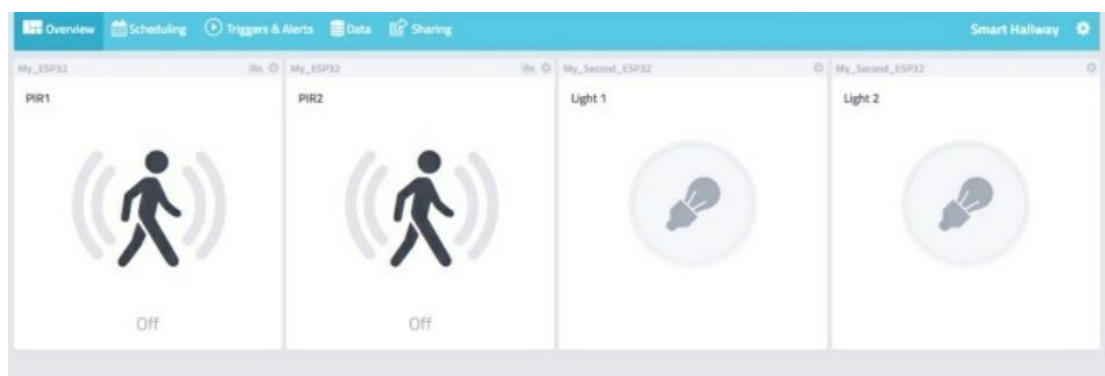 Overview Scheduling Triggers & Alerts Data Sharing Smart Hallway
My_ESP32 My_ESP32 My_Second_ESP32 My_Second_ESP32
PIR1 PIR2 Light 1 Light 2
Off Off